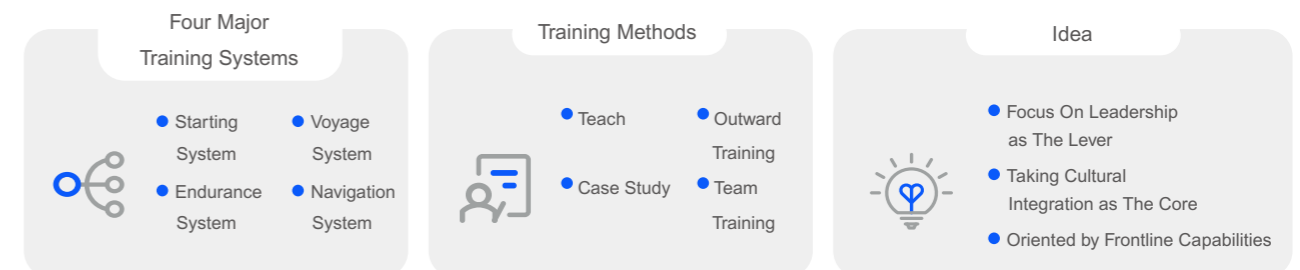 Four Major
Training Systems
Starting
System
Voyage
System
Endurance
System
Navigation
System
Training Methods
Teach
Outward
Training
Case Study
Team
Training
Idea
Focus On Leadership
as The Lever
Taking Cultural
Integration as The Core
Oriented by Frontline Capabilities